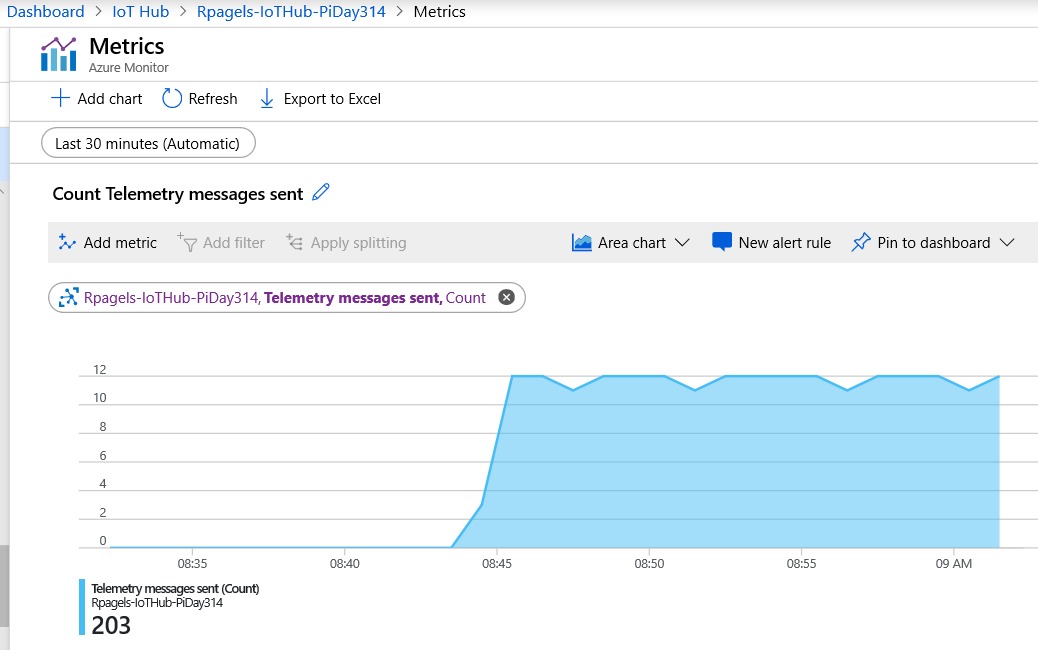 Dashboard > IoT Hub > Rpagels-IoTHub-PiDay314 > Metrics
Metrics
Azure Monitor
Add chart Refresh Export to Excel
Last 30 minutes (Automatic)
Count Telemetry messages sent
Add metric Add filter Apply splitting Area chart New alert rule Pin to dashboard
Rpagels-IoTHub-PiDay314, Telemetry messages sent, Count
12
10
8
6
4
2
0
08:35 08:40 08:45 08:50 08:55 09 AM
Telemetry messages sent (Count)
Rpagels-IoTHub-PiDay314
203